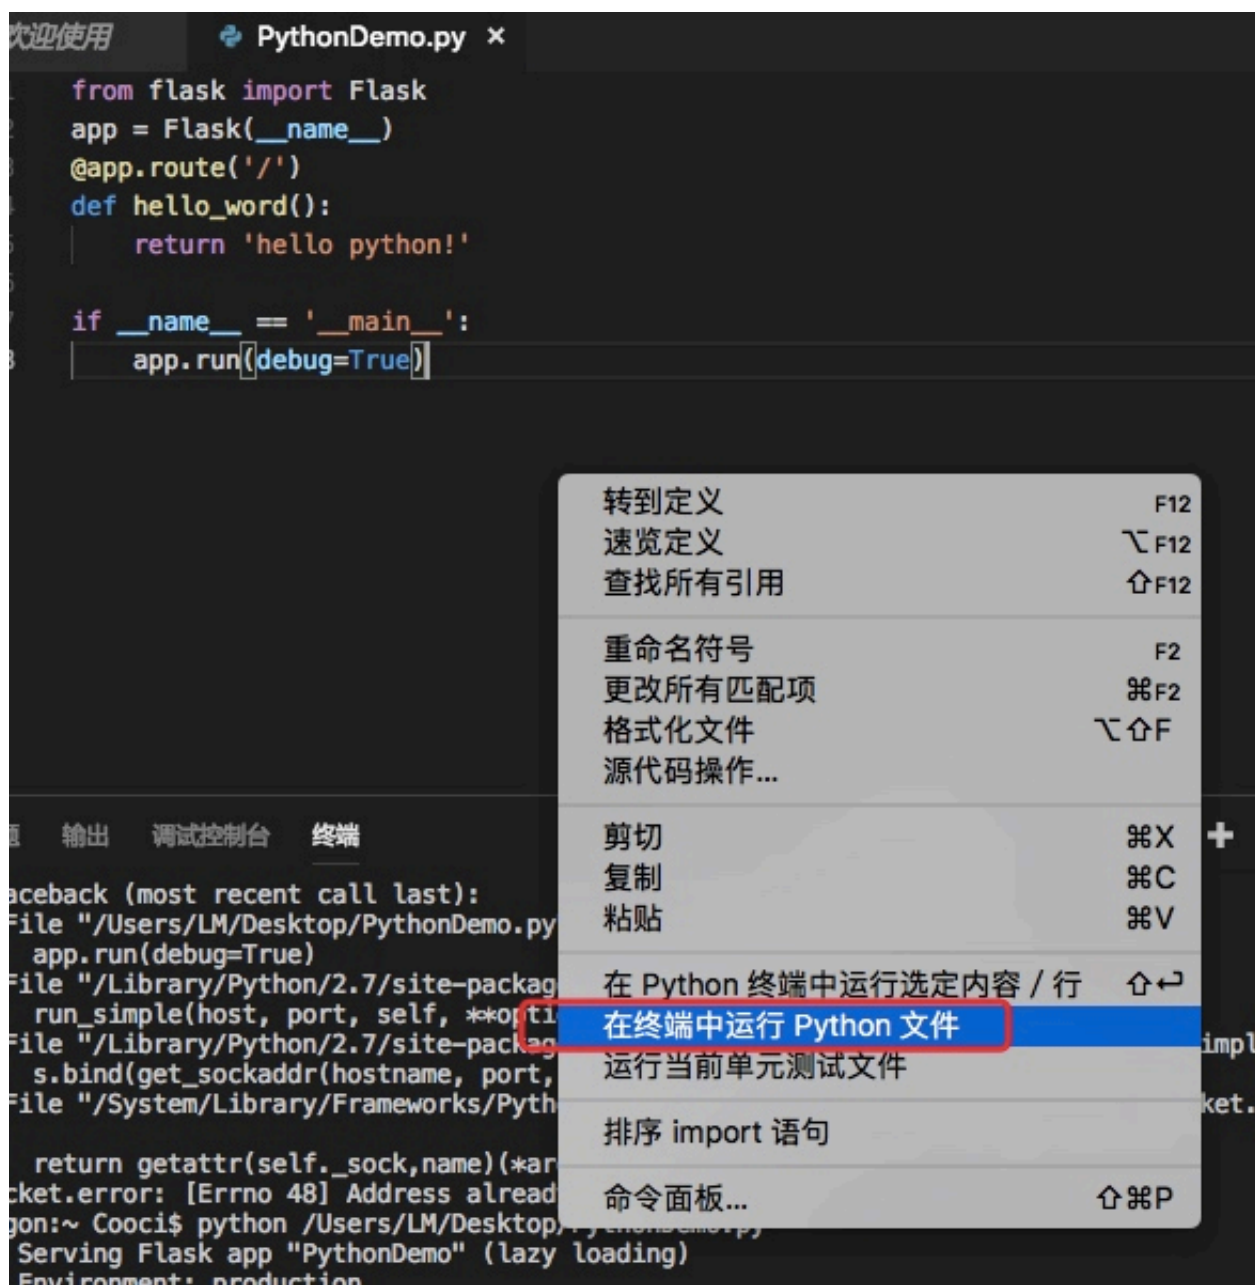 欢迎使用
PythonDemo.py ×
from flask import Flask
app = Flask(__name__)
@app.route('/')
def hello_word():
return 'hello python!'
if __name__ == '__main__':
app.run(debug=True)
转到定义 F12
速览定义 ⌥F12
查找所有引用 ⇧F12
重命名符号 F2
更改所有匹配项 ⌘F2
格式化文件 ⌥⇧F
源代码操作...
剪切 ⌘X
复制 ⌘C
粘贴 ⌘V
在 Python 终端中运行选定内容 / 行 ⇧↩
在终端中运行 Python 文件
运行当前单元测试文件
排序 import 语句
命令面板... ⇧⌘P
题 输出 调试控制台 终端
aceback (most recent call last):
File "/Users/LM/Desktop/PythonDemo.py
app.run(debug=True)
File "/Library/Python/2.7/site-packag
run_simple(host, port, self, **opti
File "/Library/Python/2.7/site-packag impl
s.bind(get_sockaddr(hostname, port,
File "/System/Library/Frameworks/Pyth ket.
return getattr(self._sock,name)(*ar
cket.error: [Errno 48] Address alread
gon:~ Cooci$ python /Users/LM/Desktop/PythonDemo.py
Serving Flask app "PythonDemo" (lazy loading)
Environment: production